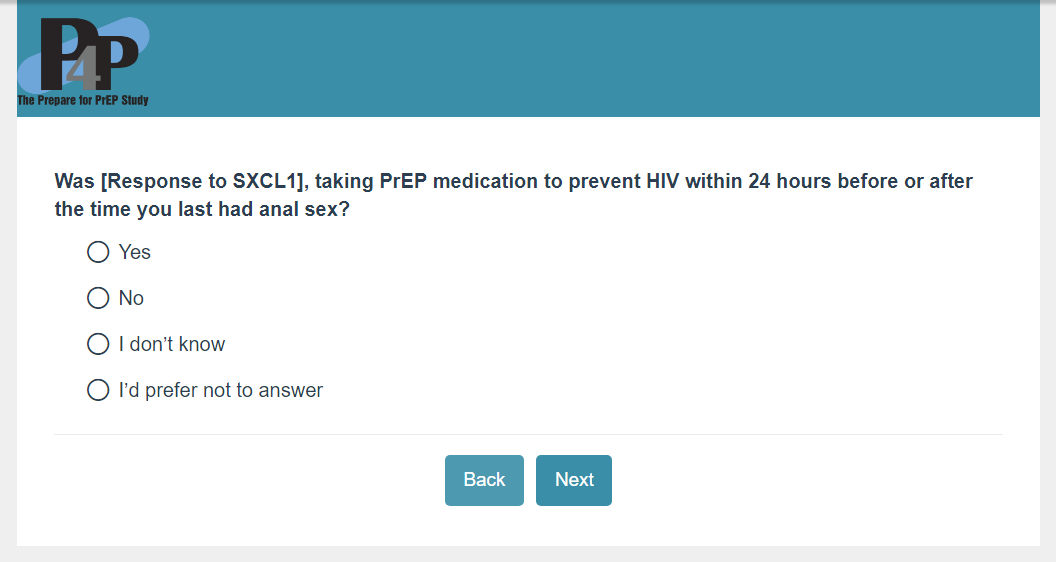 P4P
The Prepare for PrEP Study
Was [Response to SXCL1], taking PrEP medication to prevent HIV within 24 hours before or after
the time you last had anal sex?
Yes
No
I don’t know
I’d prefer not to answer
Back
Next